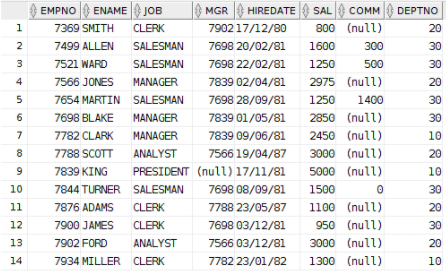 EMPNO ENAME JOB MGR HIREDATE SAL COMM DEPTNO
1 7369 SMITH CLERK 7902 17/12/80 800 (null) 20
2 7499 ALLEN SALESMAN 7698 20/02/81 1600 300 30
3 7521 WARD SALESMAN 7698 22/02/81 1250 500 30
4 7566 JONES MANAGER 7839 02/04/81 2975 (null) 20
5 7654 MARTIN SALESMAN 7698 28/09/81 1250 1400 30
6 7698 BLAKE MANAGER 7839 01/05/81 2850 (null) 30
7 7782 CLARK MANAGER 7839 09/06/81 2450 (null) 10
8 7788 SCOTT ANALYST 7566 19/04/87 3000 (null) 20
9 7839 KING PRESIDENT (null) 17/11/81 5000 (null) 10
10 7844 TURNER SALESMAN 7698 08/09/81 1500 0 30
11 7876 ADAMS CLERK 7788 23/05/87 1100 (null) 20
12 7900 JAMES CLERK 7698 03/12/81 950 (null) 30
13 7902 FORD ANALYST 7566 03/12/81 3000 (null) 20
14 7934 MILLER CLERK 7782 23/01/82 1300 (null) 10